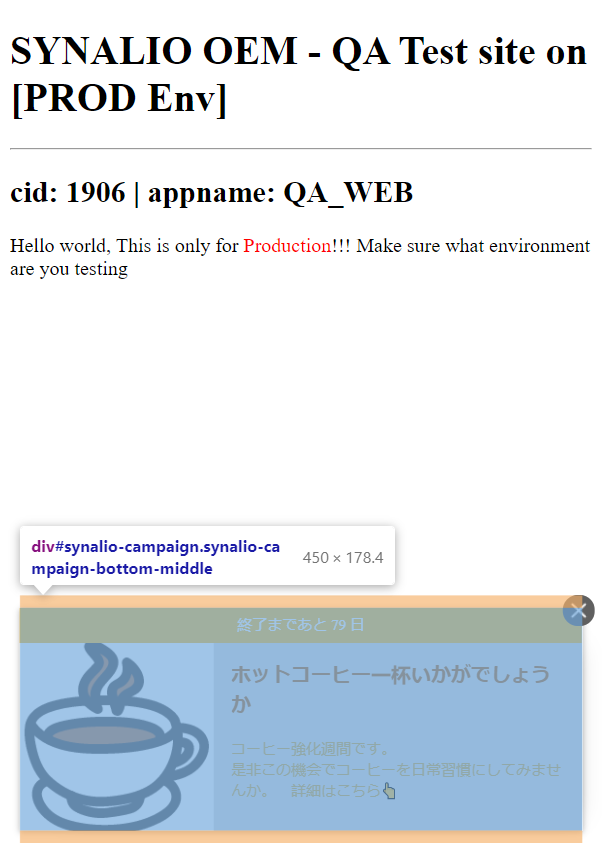 SYNALIO OEM - QA Test site on
[PROD Env]
cid: 1906 | appname: QA_WEB
Hello world, This is only for Production!!! Make sure what environment
are you testing
div#synalio-campaign.synalio-ca
mpaign-bottom-middle
450 × 178.4
終了まであと 79 日
ホットコーヒー一杯いかがでしょう
か
コーヒー強化週間です。
是非この機会でコーヒーを日常習慣にしてみませ
んか。　詳細はこちら👆